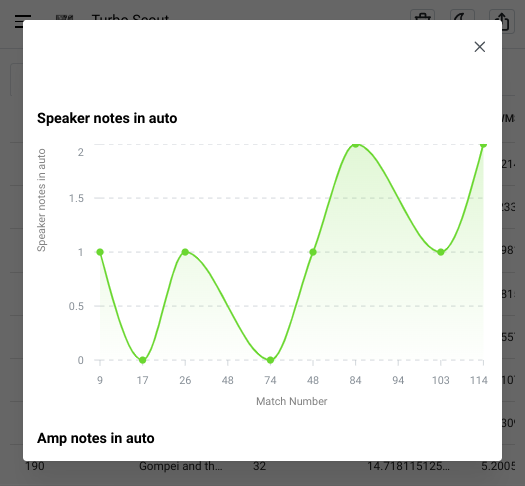 Turbo Scout
Speaker notes in auto
Speaker notes in auto
2
1.5
1
0.5
0
9 17 26 48 74 48 84 94 103 114
Match Number
Amp notes in auto
190 Gompei and th... 32 14.718115125... 5.2005